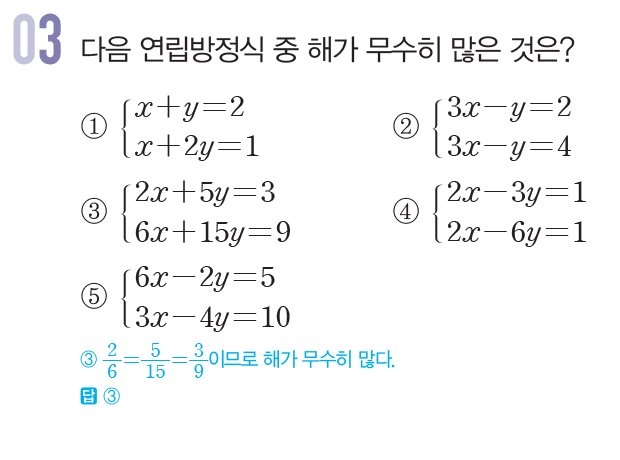 03 다음 연립방정식 중 해가 무수히 많은 것은?
① { x+y=2    ② { 3x−y=2
x+2y=1    3x−y=4
③ { 2x+5y=3    ④ { 2x−3y=1
6x+15y=9    2x−6y=1
⑤ { 6x−2y=5
3x−4y=10
③ 2/6=5/15=3/9이므로 해가 무수히 많다.
답 ③